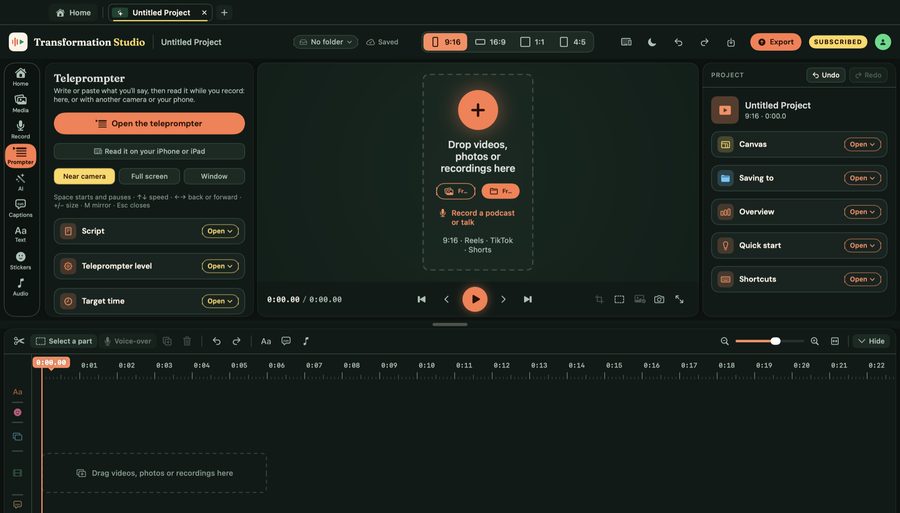 Home
Untitled Project
Transformation Studio
Untitled Project
No folder
Saved
9:16
16:9
1:1
4:5
Export
SUBSCRIBED
Home
Media
Record
Prompter
AI
Captions
Aa
Text
Stickers
Audio
Teleprompter
Write or paste what you'll say, then read it while you record:
here, or with another camera or your phone.
Open the teleprompter
Read it on your iPhone or iPad
Near camera
Full screen
Window
Space starts and pauses · ↑↓ speed · ←→ back or forward ·
+/− size · M mirror · Esc closes
Script
Open
Teleprompter level
Open
Target time
Open
Drop videos,
photos or
recordings here
Fr…
Fr…
Record a podcast
or talk
9:16 · Reels · TikTok
· Shorts
0:00.00 / 0:00.00
PROJECT
Undo
Redo
Untitled Project
9:16 · 0:00.0
Canvas
Open
Saving to
Open
Overview
Open
Quick start
Open
Shortcuts
Open
Select a part
Voice-over
Aa
Hide
0:00.00
0:01
0:02
0:03
0:04
0:05
0:06
0:07
0:08
0:09
0:10
0:11
0:12
0:13
0:14
0:15
0:16
0:17
0:18
0:19
0:20
0:21
0:22
Aa
Drag videos, photos or recordings here